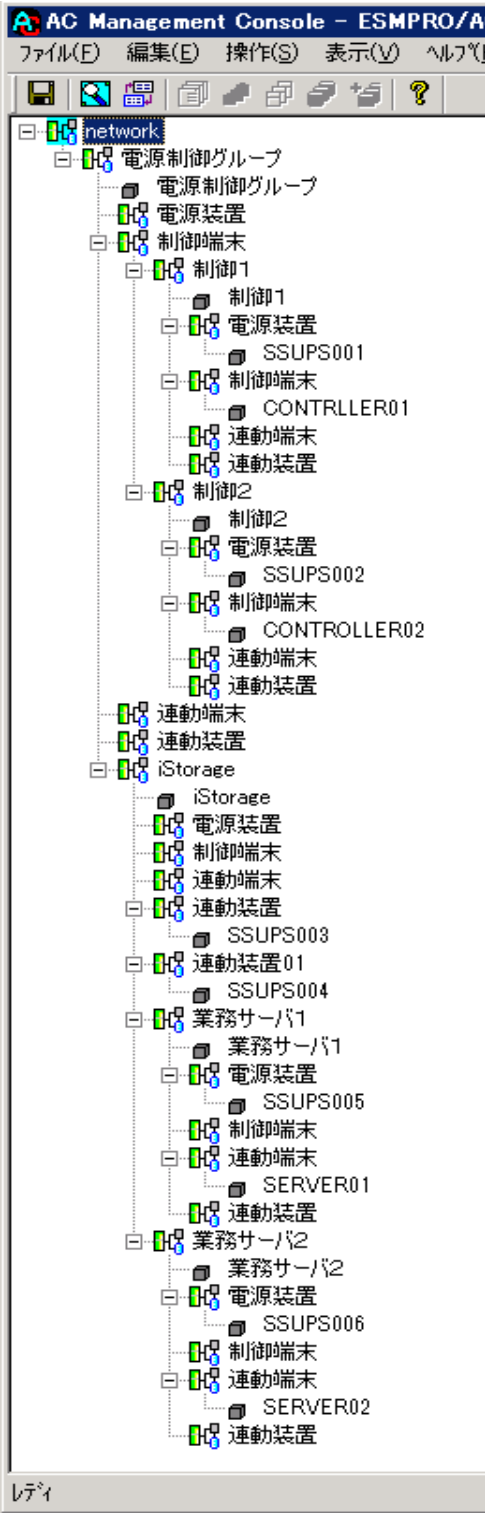 AC Management Console - ESMPRO/A
ファイル(F) 編集(E) 操作(S) 表示(V) ヘルプ(
network
電源制御グループ
電源制御グループ
電源装置
制御端末
制御1
制御1
電源装置
SSUPS001
制御端末
CONTRLLER01
連動端末
連動装置
制御2
制御2
電源装置
SSUPS002
制御端末
CONTROLLER02
連動端末
連動装置
連動端末
連動装置
iStorage
iStorage
電源装置
制御端末
連動端末
連動装置
SSUPS003
連動装置01
SSUPS004
業務サーバ1
業務サーバ1
電源装置
SSUPS005
制御端末
連動端末
SERVER01
連動装置
業務サーバ2
業務サーバ2
電源装置
SSUPS006
制御端末
連動端末
SERVER02
連動装置
レディ